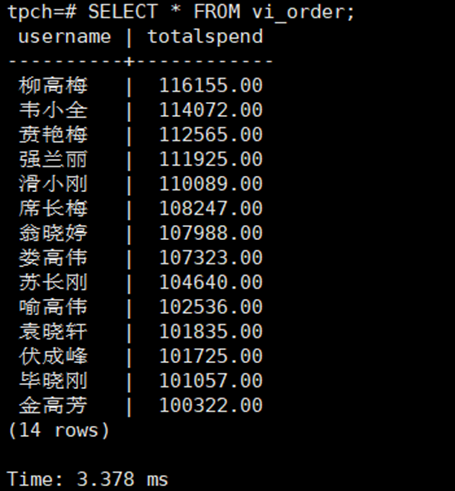 tpch=# SELECT * FROM vi_order;
 username | totalspend
----------+------------
 柳高梅   |  116155.00
 韦小全   |  114072.00
 贲艳梅   |  112565.00
 强兰丽   |  111925.00
 滑小刚   |  110089.00
 席长梅   |  108247.00
 翁晓婷   |  107988.00
 娄高伟   |  107323.00
 苏长刚   |  104640.00
 喻高伟   |  102536.00
 袁晓轩   |  101835.00
 伏成峰   |  101725.00
 毕晓刚   |  101057.00
 金高芳   |  100322.00
(14 rows)

Time: 3.378 ms